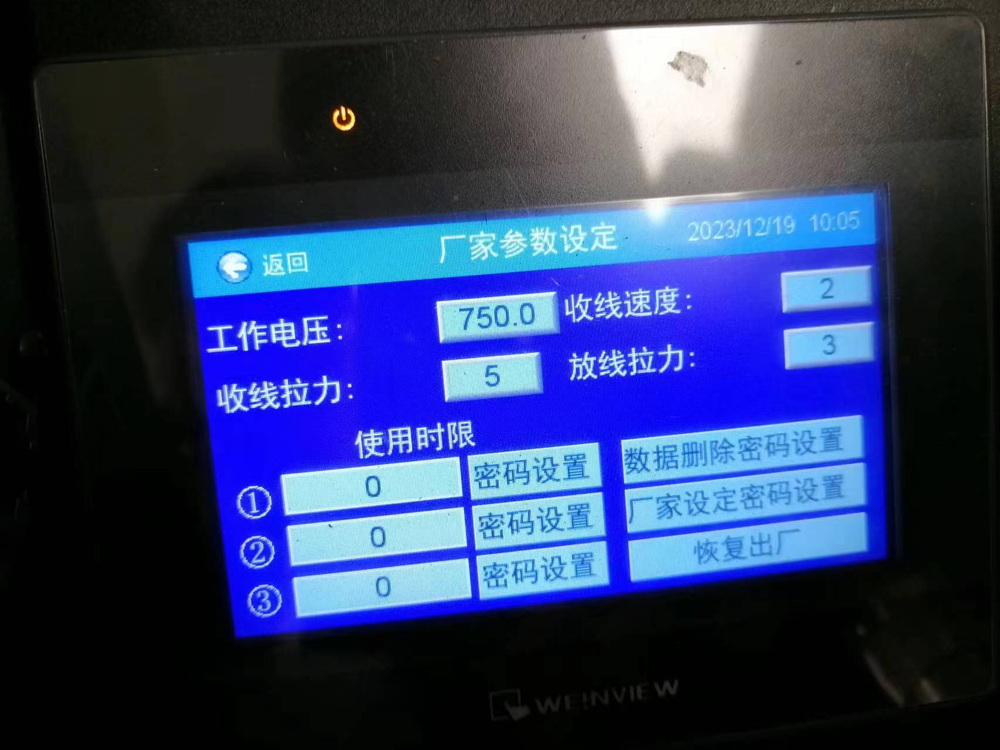 返回 厂家参数设定 2023/12/19 10:05
工作电压: 750.0 收线速度: 2
收线拉力: 5 放线拉力: 3
使用时限
① 0 密码设置 数据删除密码设置
② 0 密码设置 厂家设定密码设置
③ 0 密码设置 恢复出厂
WEINVIEW